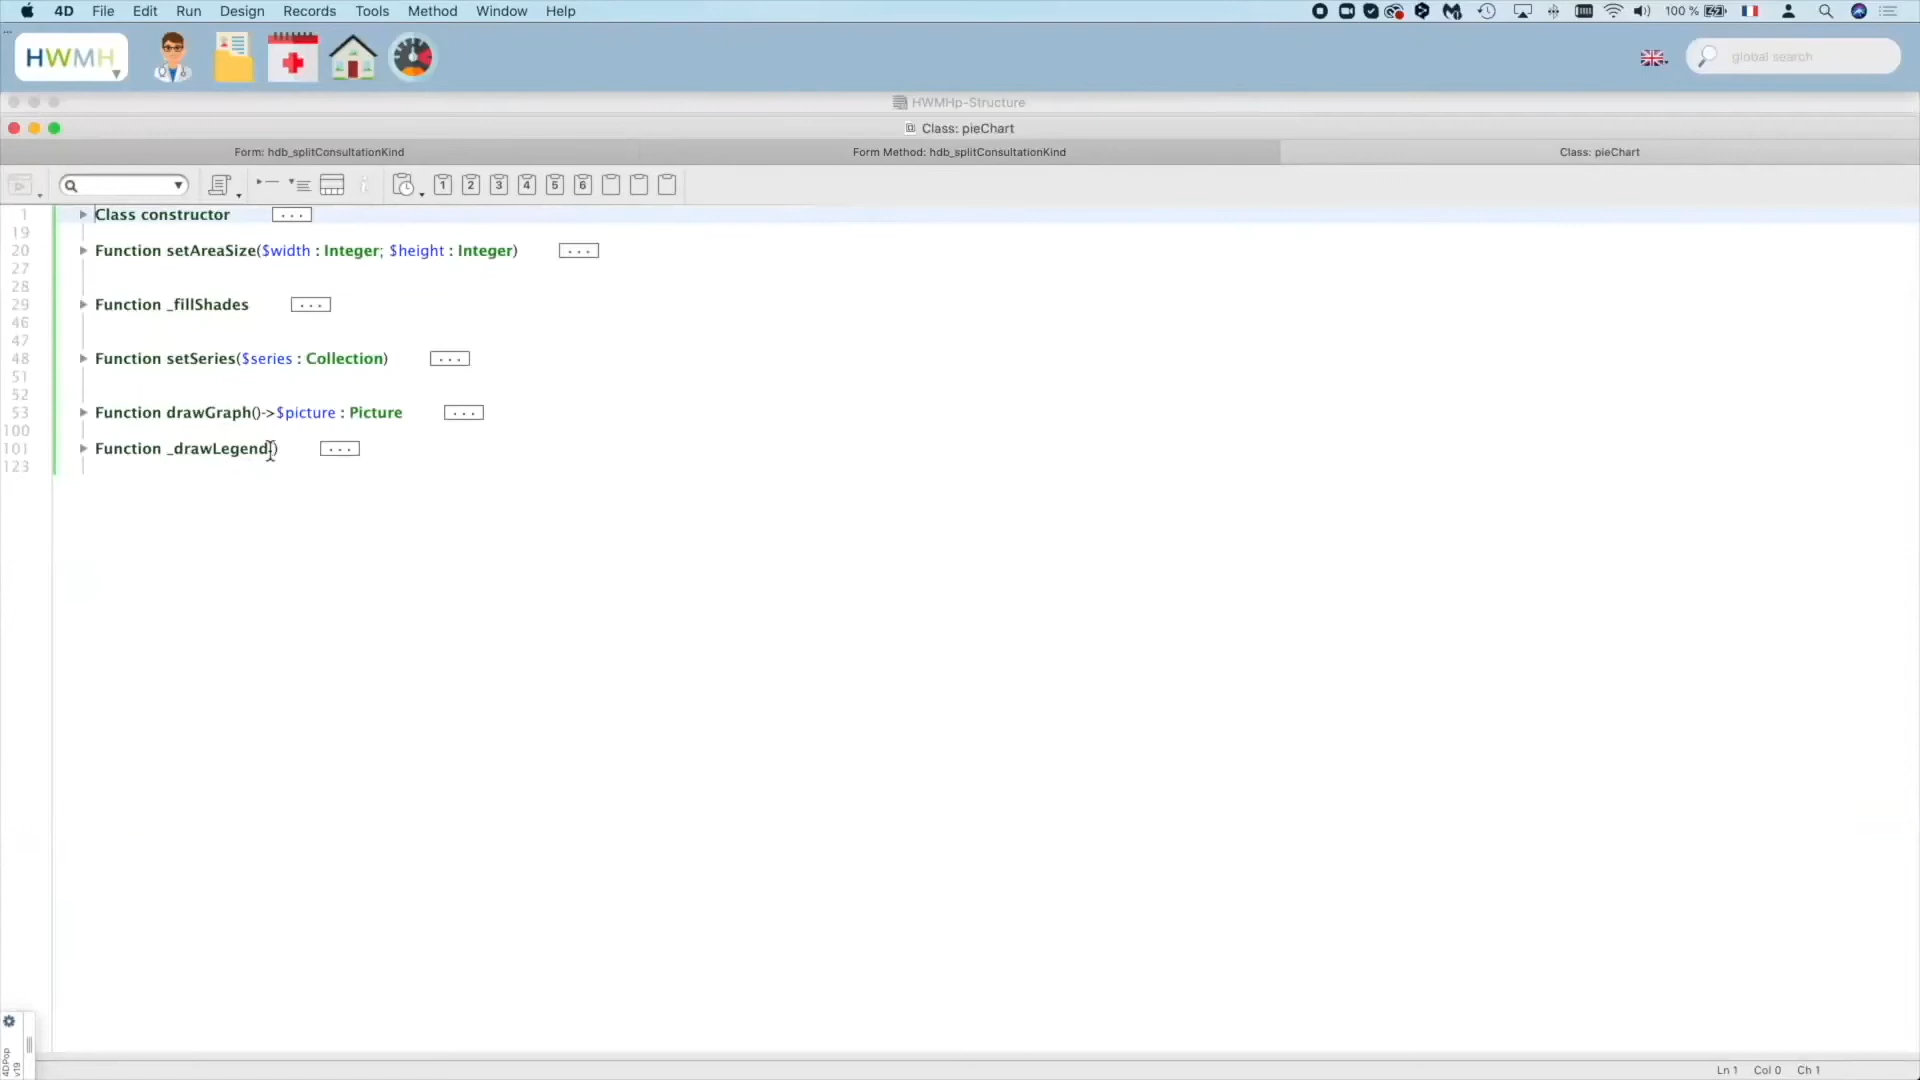 4D File Edit Run Design Records Tools Method Window Help 100 %
HWMH global search
HWMHp-Structure
Class: pieChart
Form: hdb_splitConsultationKind Form Method: hdb_splitConsultationKind Class: pieChart
1 2 3 4 5 6
1 Class constructor ...
19
20 Function setAreaSize($width : Integer; $height : Integer) ...
27
28
29 Function _fillShades ...
46
47
48 Function setSeries($series : Collection) ...
51
52
53 Function drawGraph()->$picture : Picture ...
100
101 Function _drawLegend() ...
123
4DPop v19
Ln 1 Col 0 Ch 1